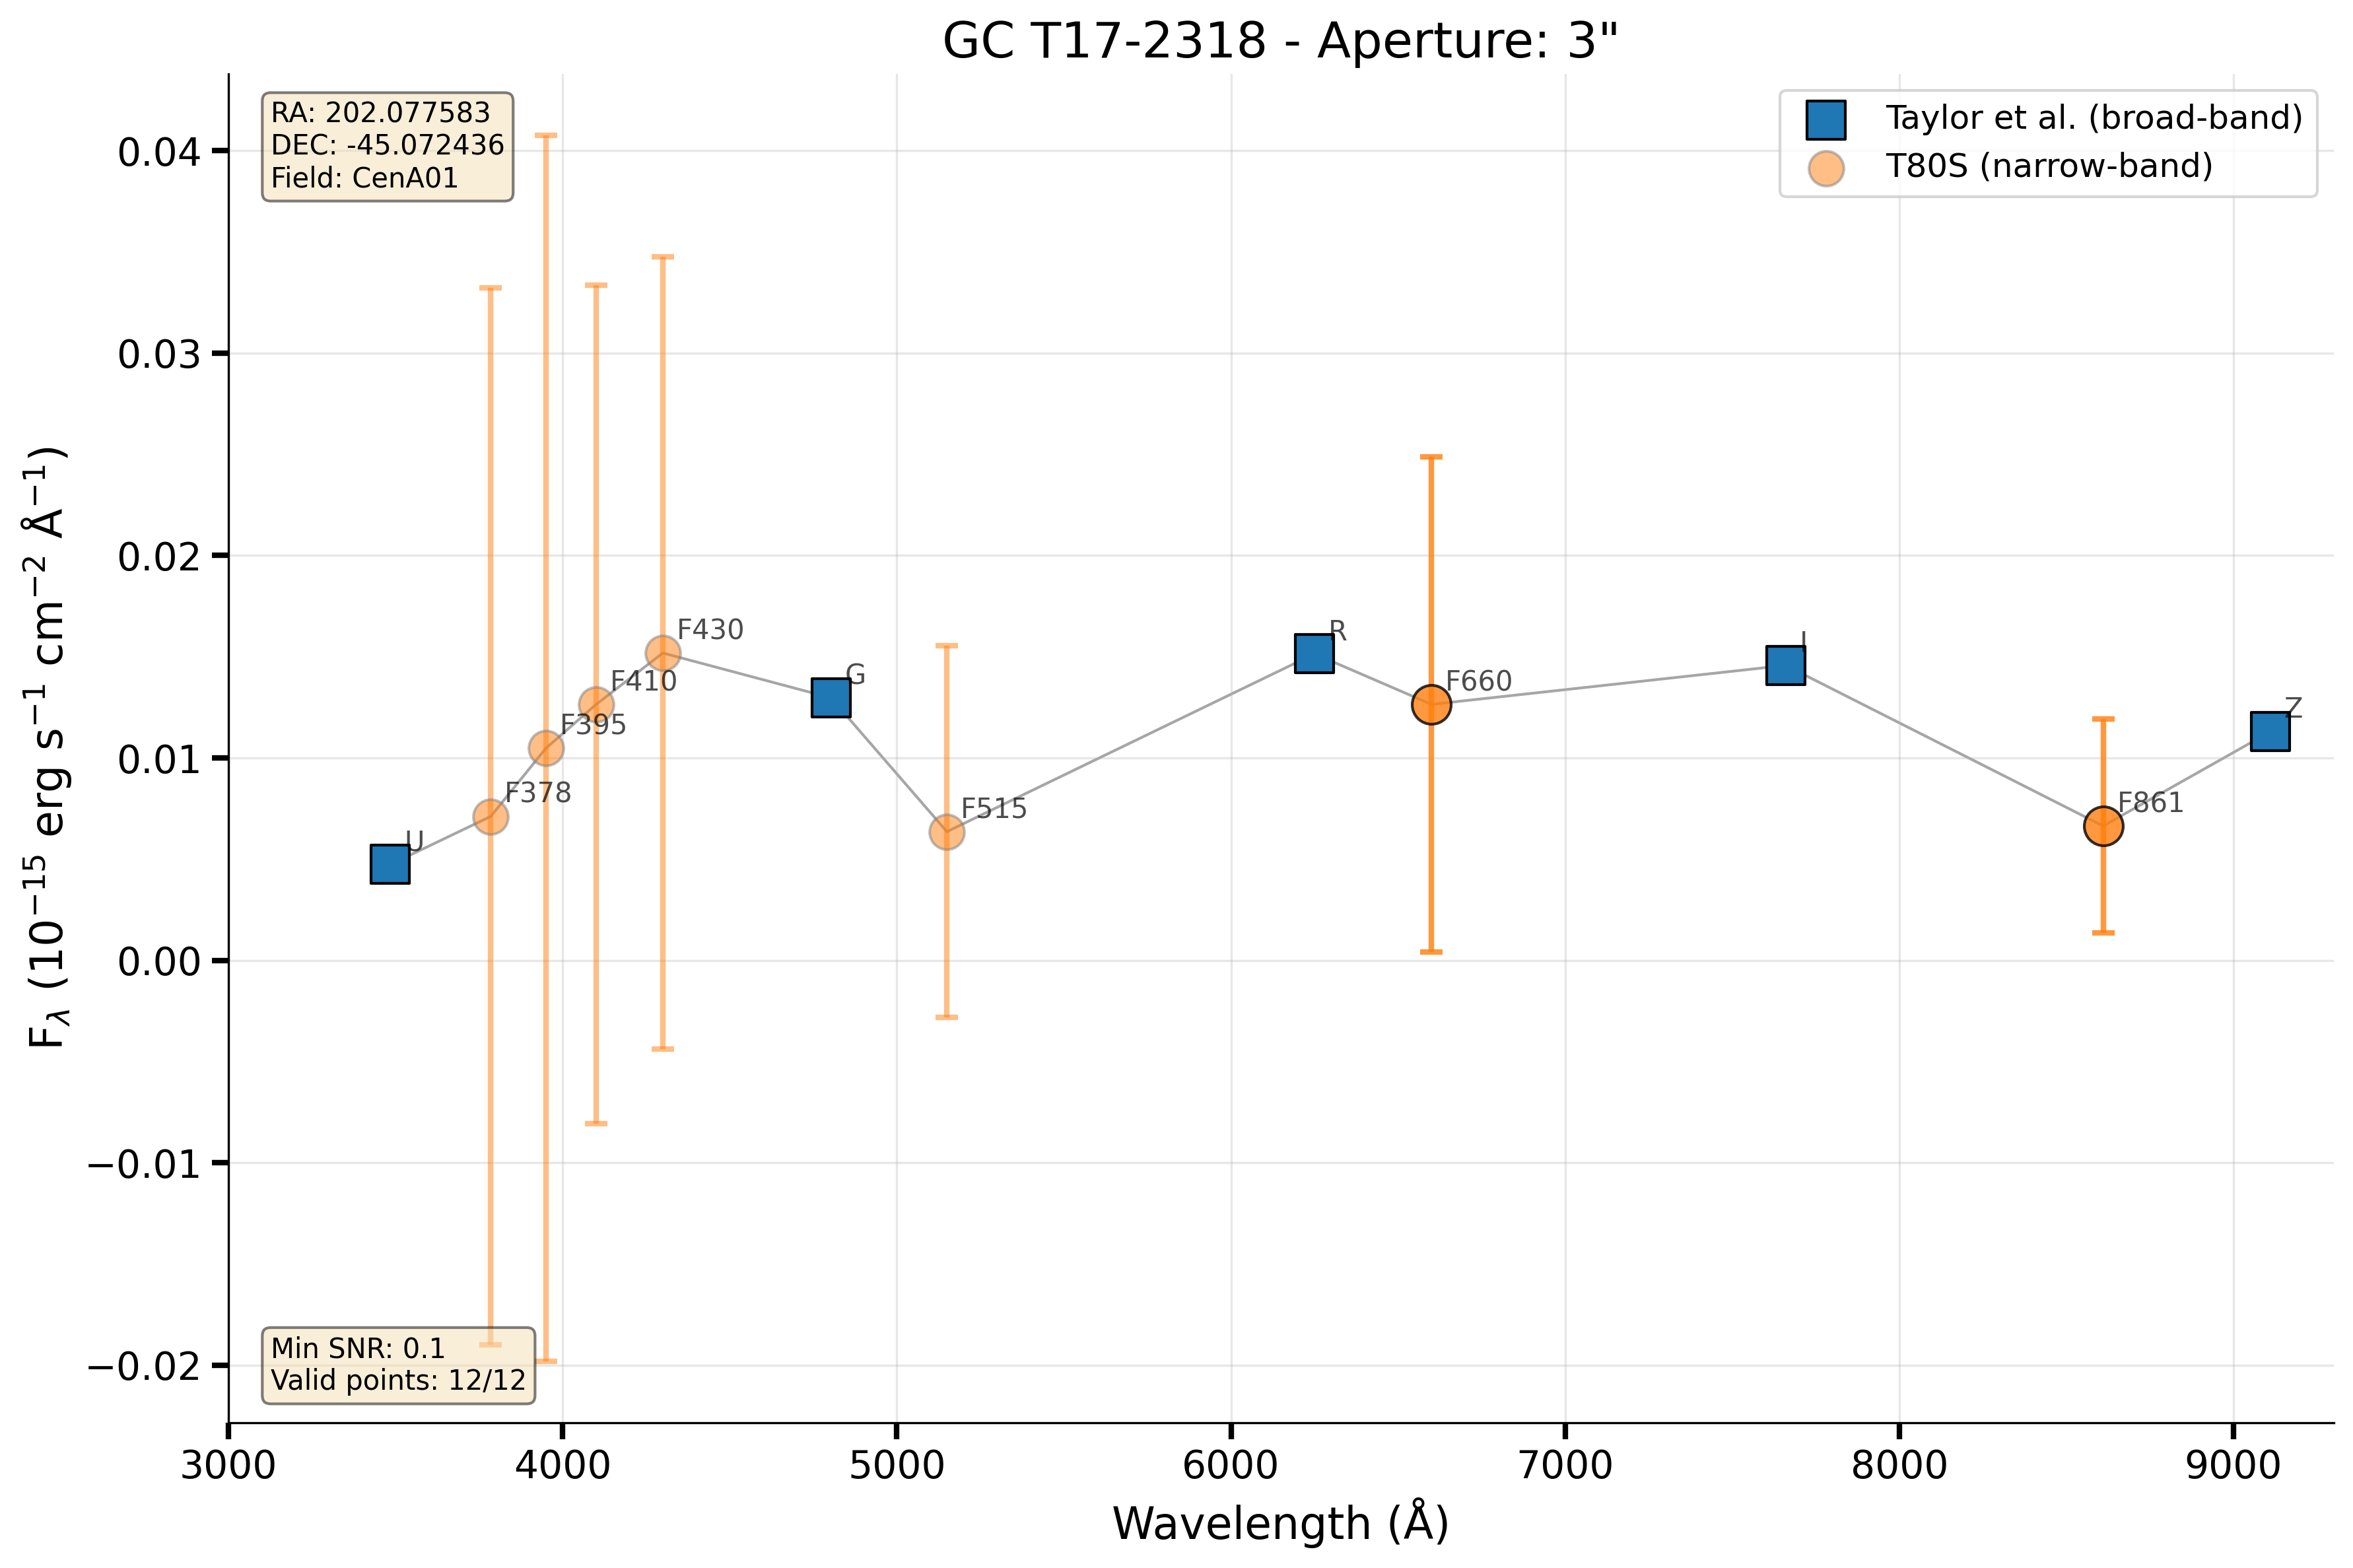 GC T17-2318 - Aperture: 3"
RA: 202.077583
DEC: -45.072436
Field: CenA01
Taylor et al. (broad-band)
T80S (narrow-band)
0.04
0.03
0.02
0.01
0.00
−0.01
−0.02
F_λ (10⁻¹⁵ erg s⁻¹ cm⁻² Å⁻¹)
U
F378
F395
F410
F430
G
F515
R
F660
I
F861
Z
Min SNR: 0.1
Valid points: 12/12
3000 4000 5000 6000 7000 8000 9000
Wavelength (Å)